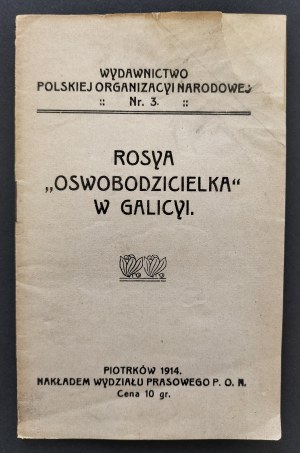 WYDAWNICTWO
POLSKIEJ ORGANIZACYI NARODOWEJ
:: Nr. 3. ::
ROSYA
„OSWOBODZICIELKA“
W GALICYI.
PIOTRKÓW 1914.
NAKŁADEM WYDZIAŁU PRASOWEGO P. O. N.
Cena 10 gr.